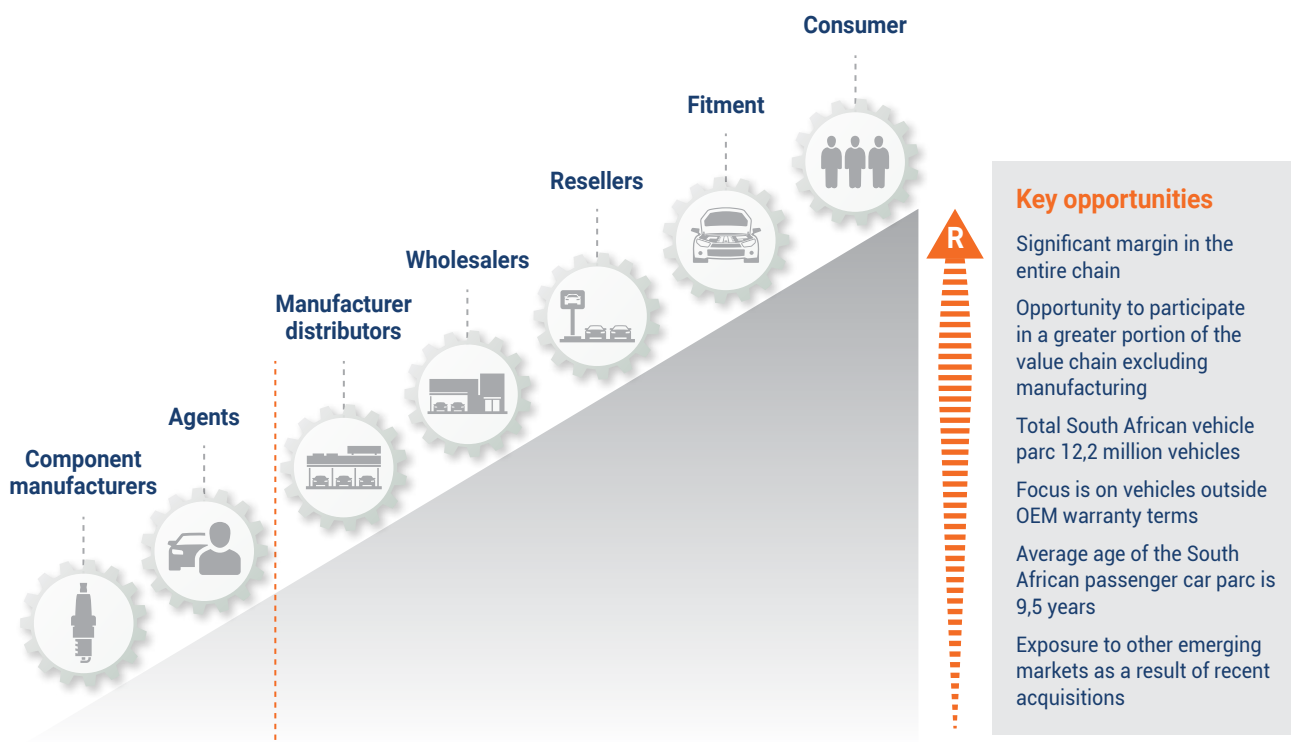 Consumer
Fitment
Resellers
Wholesalers
Manufacturer
distributors
Agents
Component
manufacturers
R
Key opportunities
Significant margin in the
entire chain
Opportunity to participate
in a greater portion of the
value chain excluding
manufacturing
Total South African vehicle
parc 12,2 million vehicles
Focus is on vehicles outside
OEM warranty terms
Average age of the South
African passenger car parc is
9,5 years
Exposure to other emerging
markets as a result of recent
acquisitions